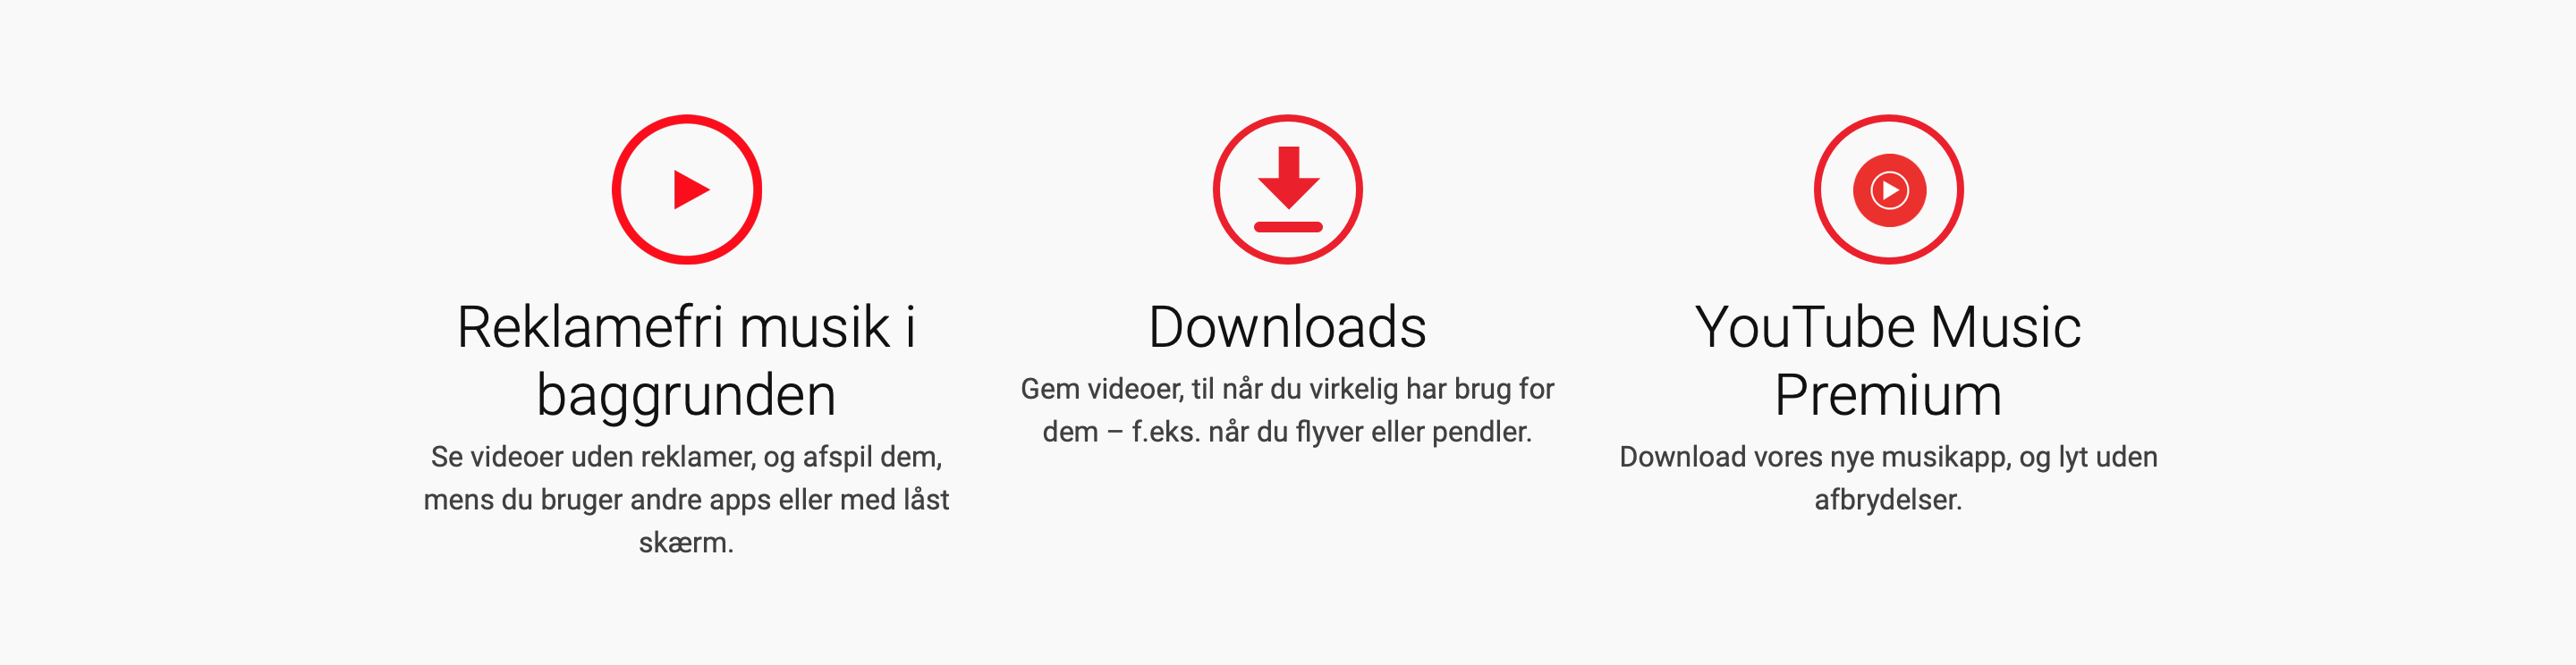 Reklamefri musik i
baggrunden
Se videoer uden reklamer, og afspil dem,
mens du bruger andre apps eller med låst
skærm.
Downloads
Gem videoer, til når du virkelig har brug for
dem – f.eks. når du flyver eller pendler.
YouTube Music
Premium
Download vores nye musikapp, og lyt uden
afbrydelser.